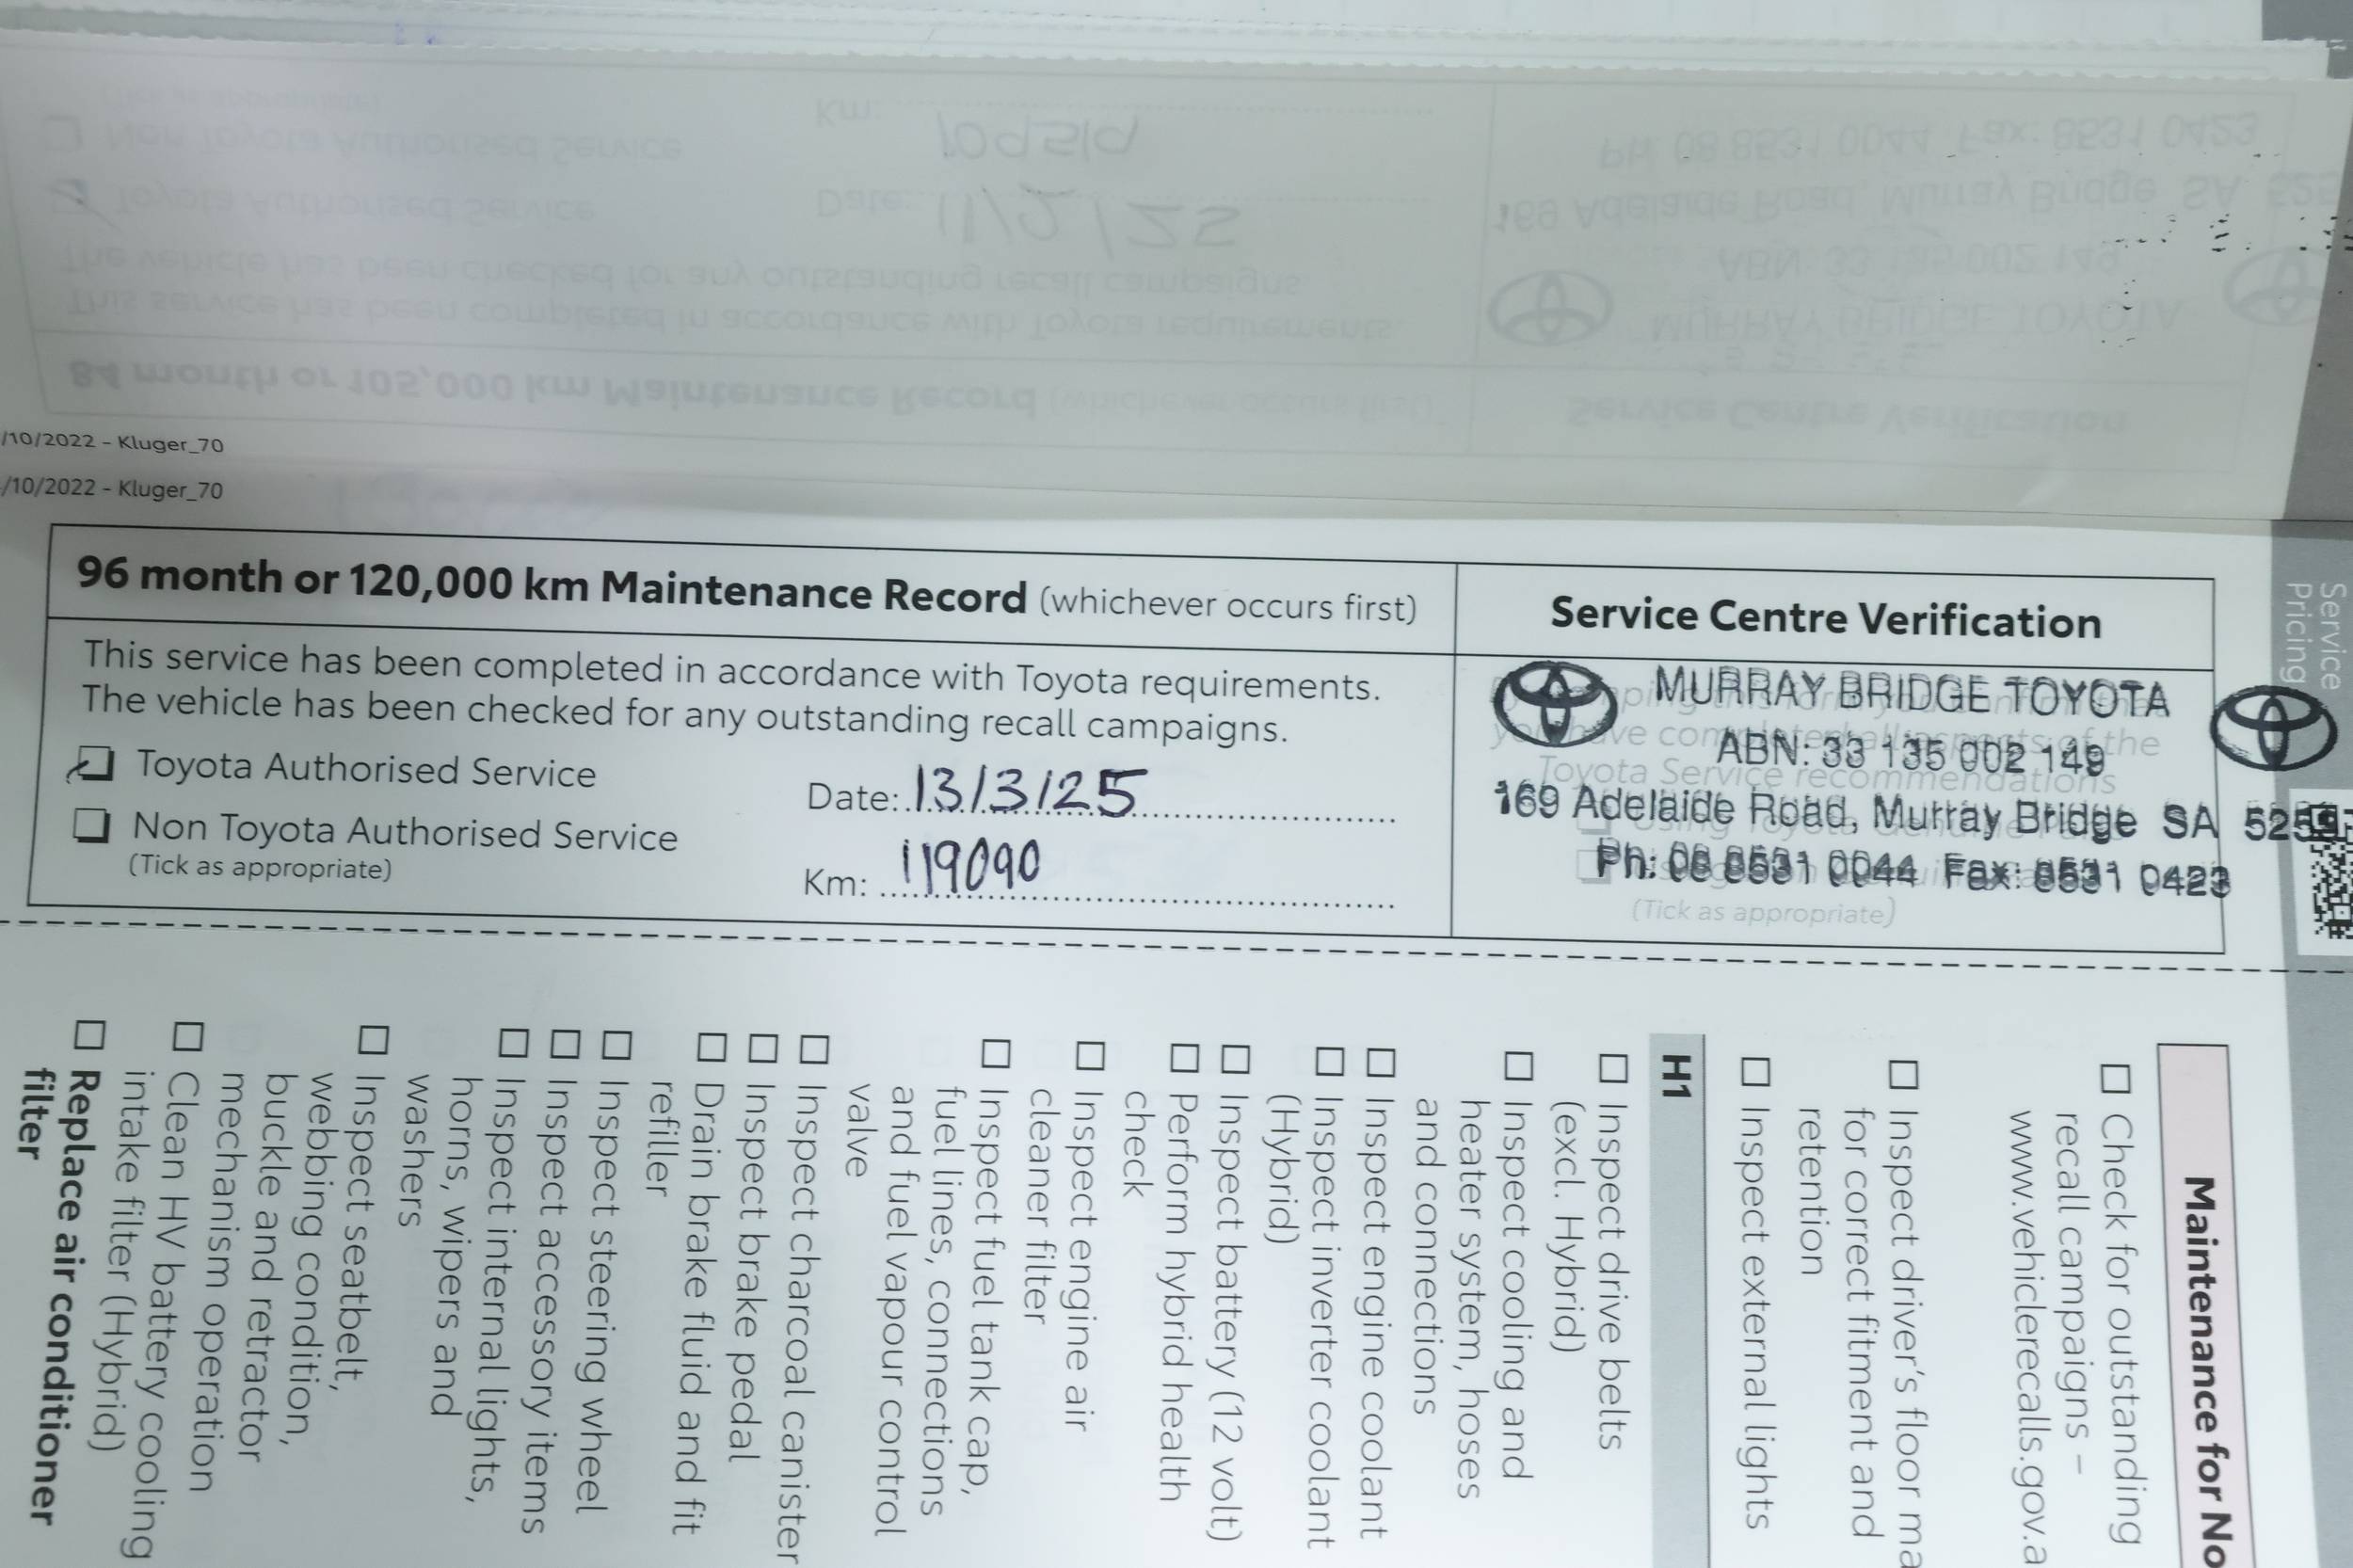 /10/2022 - Kluger_70
/10/2022 - Kluger_70
96 month or 120,000 km Maintenance Record (whichever occurs first)
This service has been completed in accordance with Toyota requirements.
The vehicle has been checked for any outstanding recall campaigns.
Toyota Authorised Service
Non Toyota Authorised Service
(Tick as appropriate)
Date: 13/3/25
Km: 119090
Service Centre Verification
MURRAY BRIDGE TOYOTA
ABN: 33 135 002 149
169 Adelaide Road, Murray Bridge SA 5253
Ph: 08 8531 0044 Fax: 8531 0423
(Tick as appropriate)
Service
Pricing
Maintenance for No
Check for outstanding
recall campaigns –
www.vehiclerecalls.gov.a
Inspect driver's floor ma
for correct fitment and
retention
Inspect external lights
H1
Inspect drive belts
(excl. Hybrid)
Inspect cooling and
heater system, hoses
and connections
Inspect engine coolant
Inspect inverter coolant
(Hybrid)
Inspect battery (12 volt)
Perform hybrid health
check
Inspect engine air
cleaner filter
Inspect fuel tank cap,
fuel lines, connections
and fuel vapour control
valve
Inspect charcoal canister
Inspect brake pedal
Drain brake fluid and fit
refiller
Inspect steering wheel
Inspect accessory items
Inspect internal lights,
horns, wipers and
washers
Inspect seatbelt,
webbing condition,
buckle and retractor
mechanism operation
Clean HV battery cooling
intake filter (Hybrid)
Replace air conditioner
filter